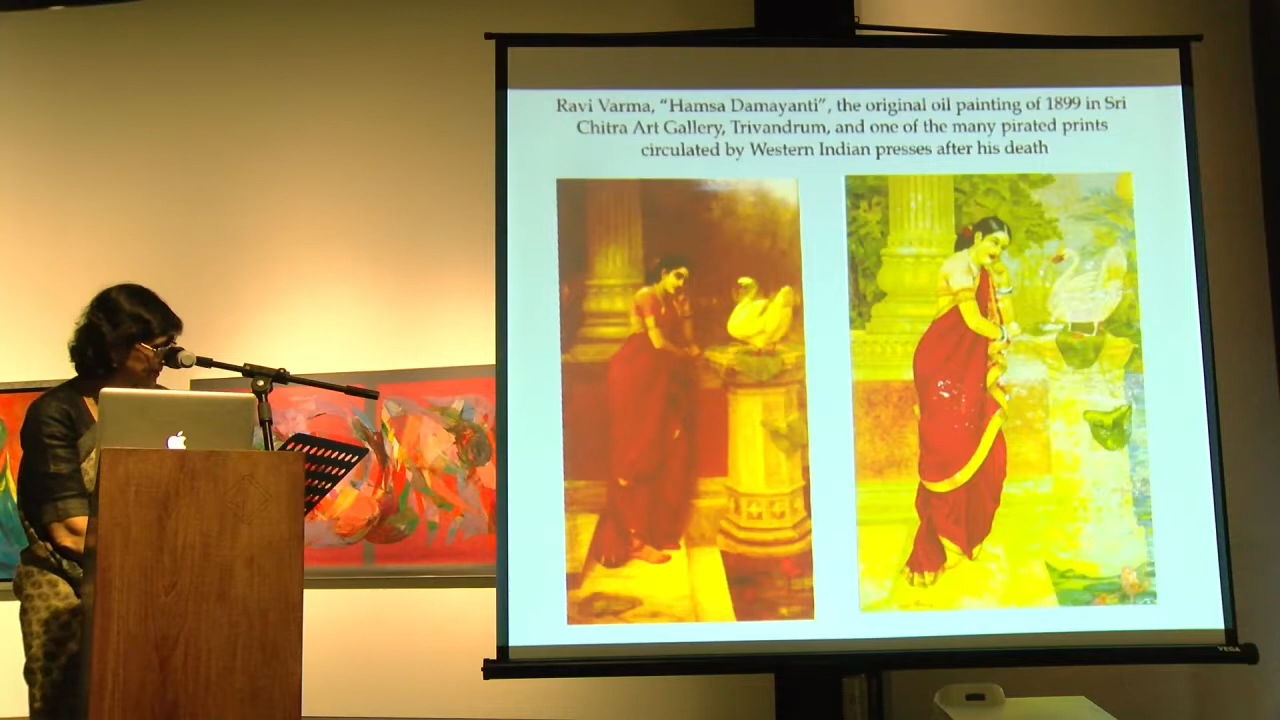 Ravi Varma, “Hamsa Damayanti”, the original oil painting of 1899 in Sri
Chitra Art Gallery, Trivandrum, and one of the many pirated prints
circulated by Western Indian presses after his death
VEGA